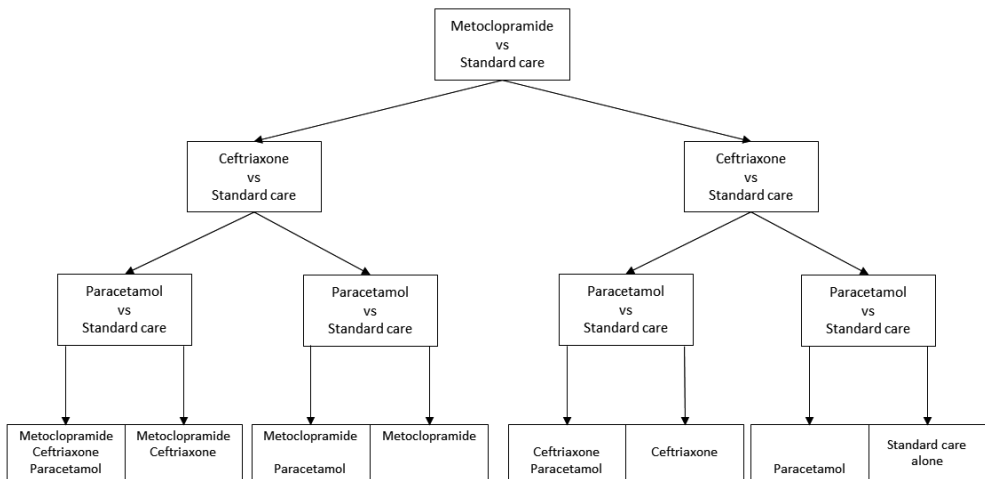 Metoclopramide
vs
Standard care
Ceftriaxone
vs
Standard care
Ceftriaxone
vs
Standard care
Paracetamol
vs
Standard care
Paracetamol
vs
Standard care
Paracetamol
vs
Standard care
Paracetamol
vs
Standard care
Metoclopramide
Ceftriaxone
Paracetamol
Metoclopramide
Ceftriaxone
Metoclopramide
Paracetamol
Metoclopramide
Ceftriaxone
Paracetamol
Ceftriaxone
Paracetamol
Standard care
alone